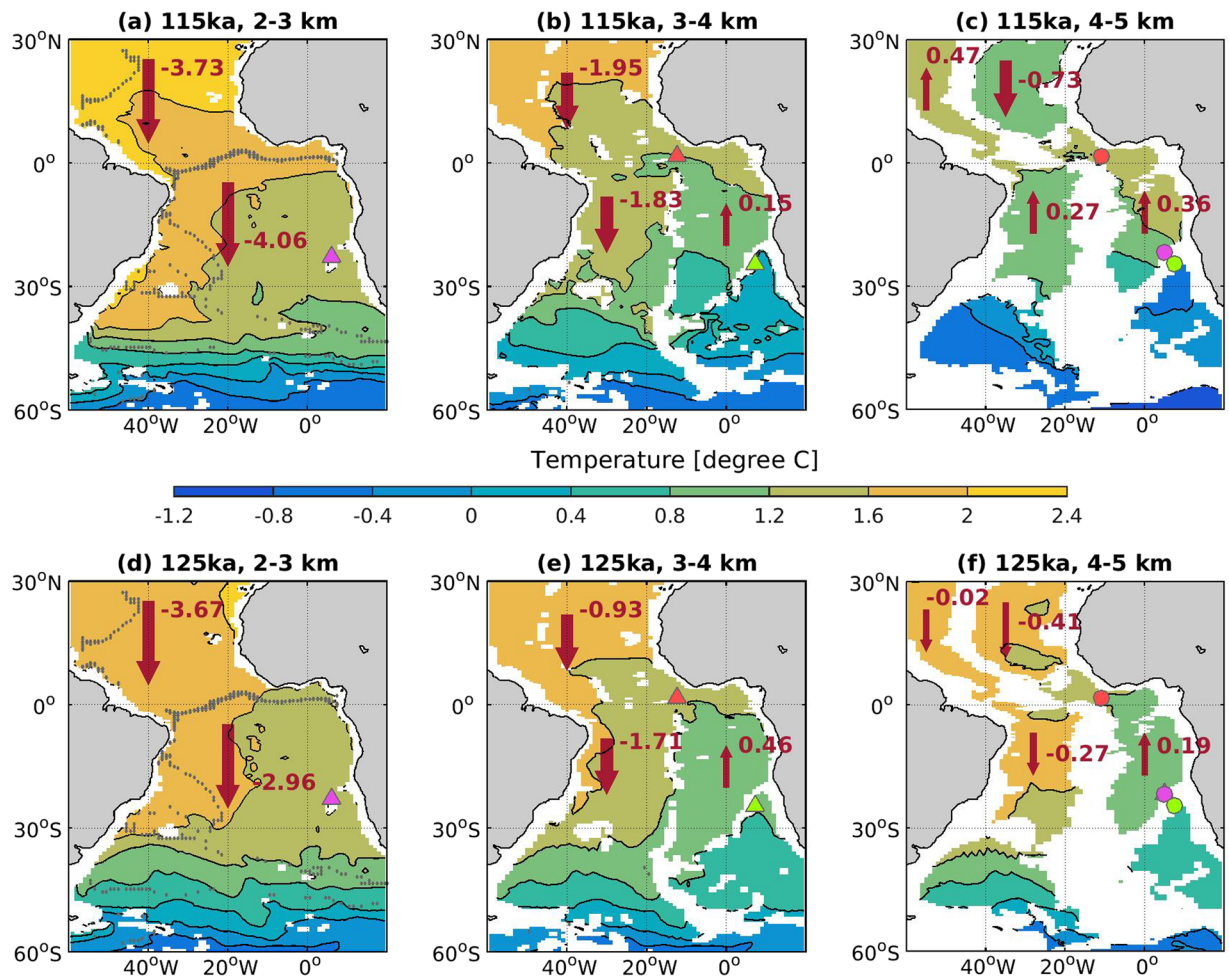 (a) 115ka, 2-3 km
(b) 115ka, 3-4 km
(c) 115ka, 4-5 km
30°N
0°
30°S
60°S
40°W
20°W
0°
-3.73
-4.06
30°N
0°
30°S
60°S
40°W
20°W
0°
-1.95
-1.83
0.15
30°N
0°
30°S
60°S
40°W
20°W
0°
0.47
-0.73
0.27
0.36
Temperature [degree C]
-1.2 -0.8 -0.4 0 0.4 0.8 1.2 1.6 2 2.4
(d) 125ka, 2-3 km
(e) 125ka, 3-4 km
(f) 125ka, 4-5 km
30°N
0°
30°S
60°S
40°W
20°W
0°
-3.67
-2.96
30°N
0°
30°S
60°S
40°W
20°W
0°
-0.93
-1.71
0.46
30°N
0°
30°S
60°S
40°W
20°W
0°
-0.02
-0.41
-0.27
0.19